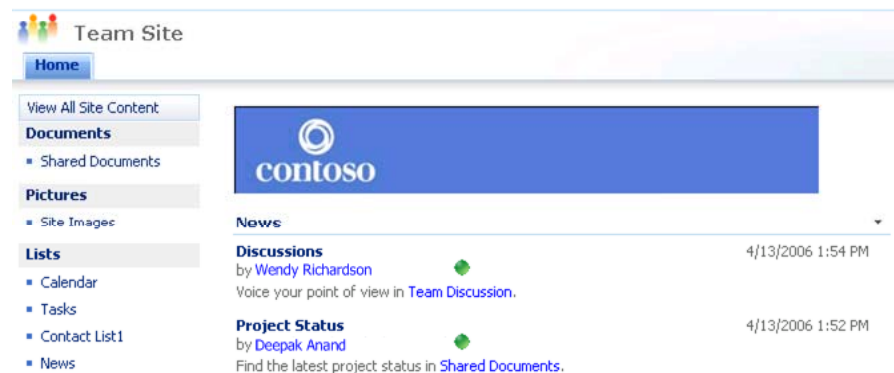 Team Site
Home
View All Site Content
Documents
Shared Documents
Pictures
Site Images
Lists
Calendar
Tasks
Contact List1
News
contoso
News
Discussions 4/13/2006 1:54 PM
by Wendy Richardson
Voice your point of view in Team Discussion.
Project Status 4/13/2006 1:52 PM
by Deepak Anand
Find the latest project status in Shared Documents.